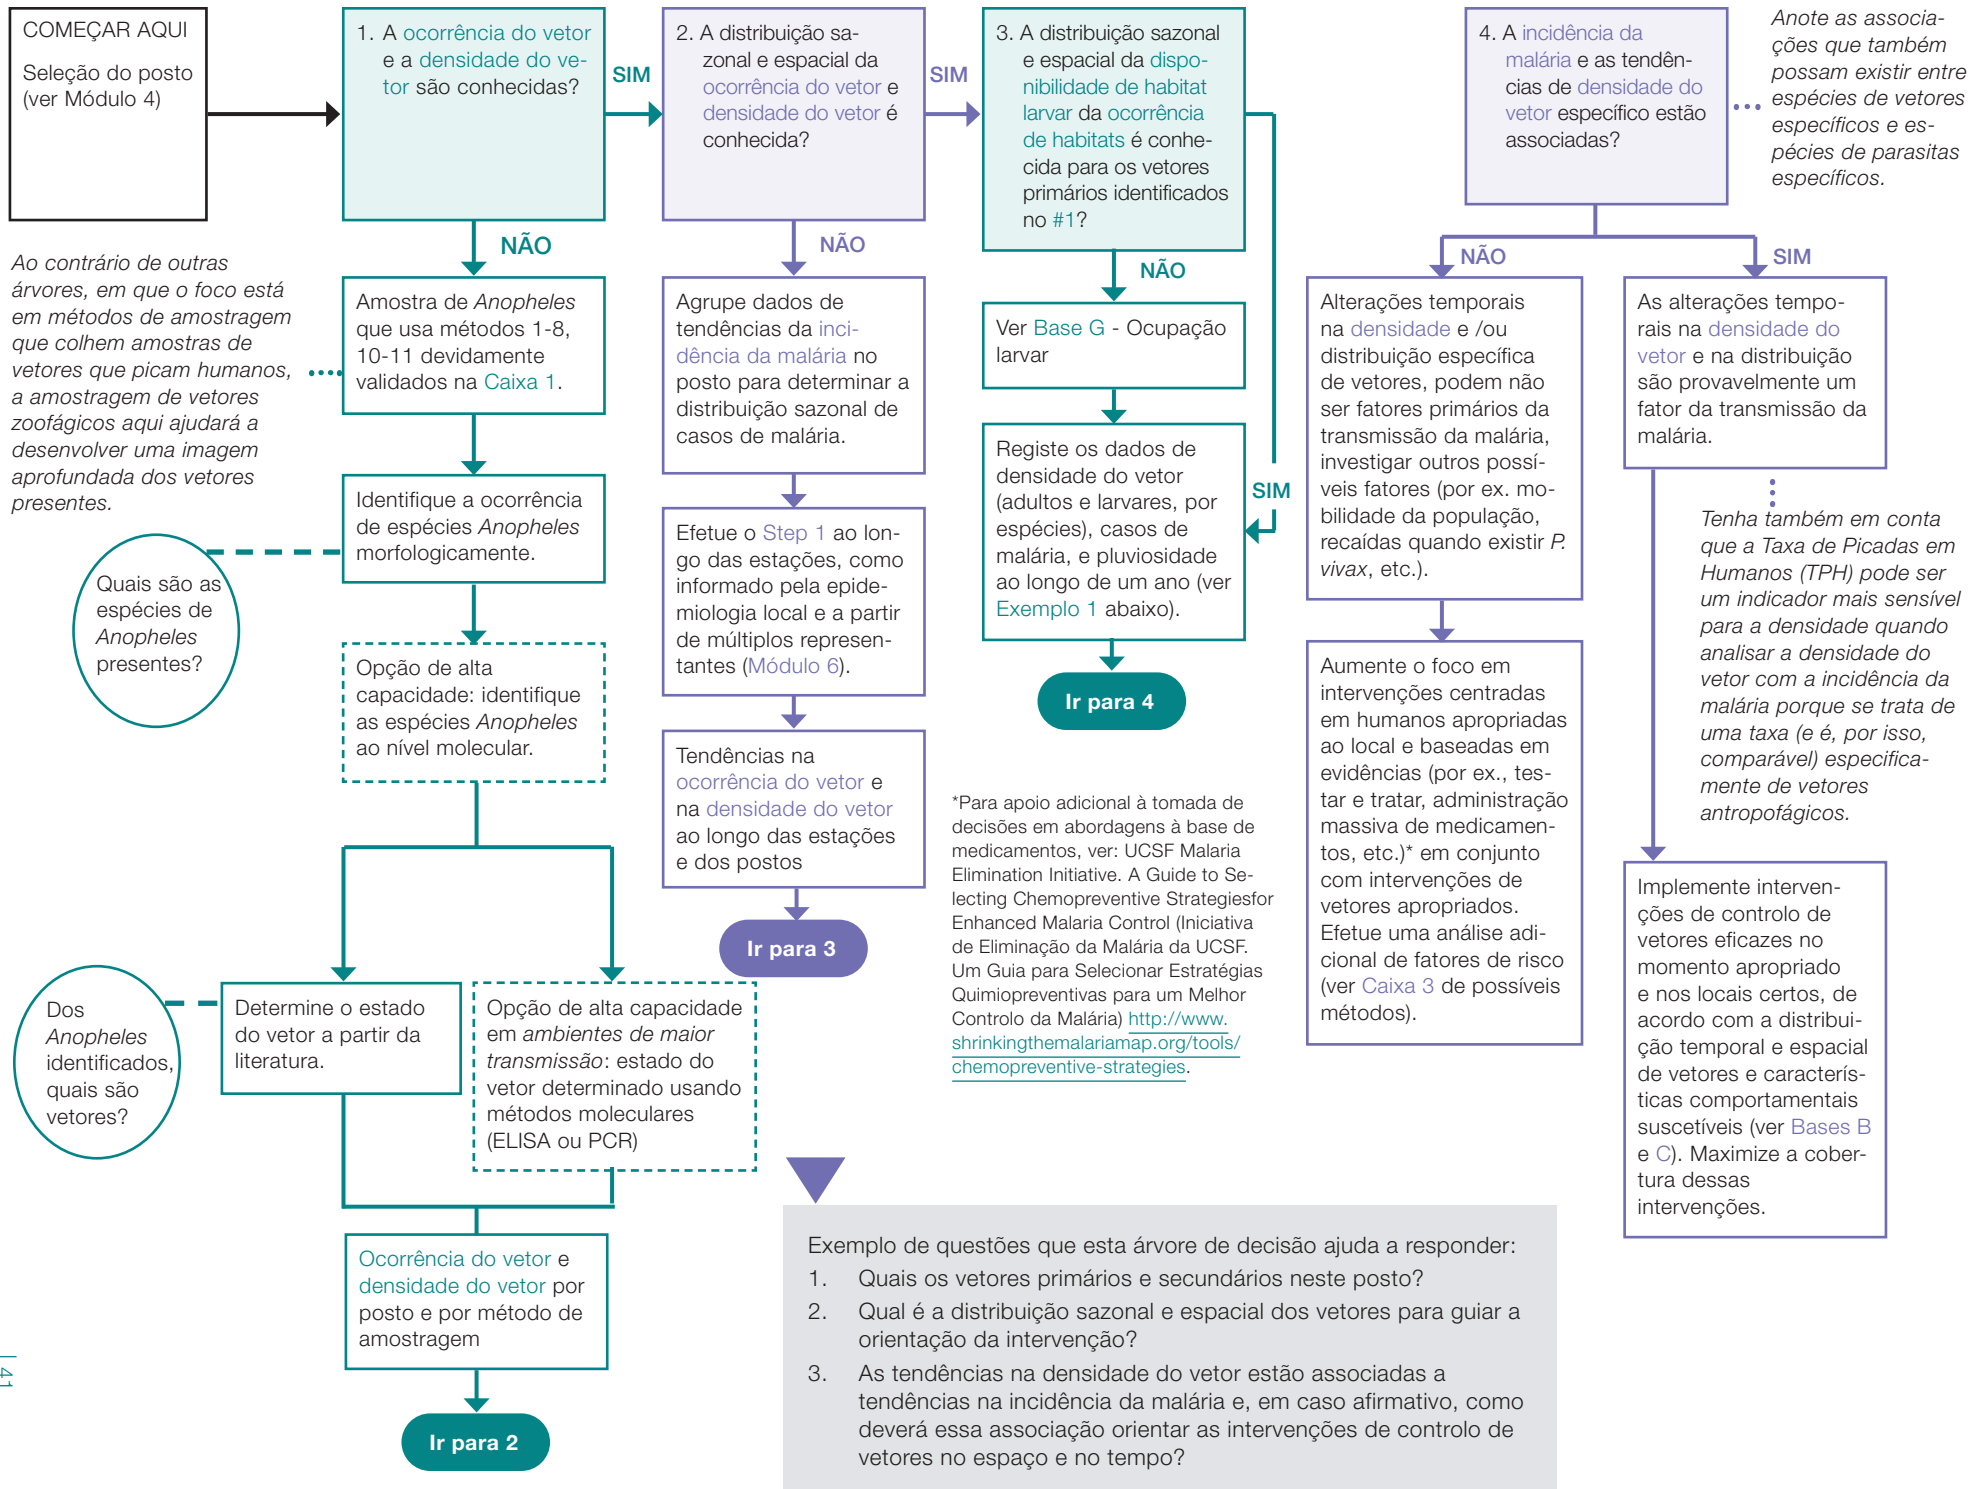 COMEÇAR AQUI
Seleção do posto
(ver Módulo 4)
1. A ocorrência do vetor
e a densidade do ve-
tor são conhecidas?
SIM
2. A distribuição sa-
zonal e espacial da
ocorrência do vetor e
densidade do vetor é
conhecida?
SIM
3. A distribuição sazonal
e espacial da dispo-
nibilidade de habitat
larvar da ocorrência
de habitats é conhe-
cida para os vetores
primários identificados
no #1?
4. A incidência da
malária e as tendên-
cias de densidade do
vetor específico estão
associadas?
Anote as associa-
ções que também
possam existir entre
espécies de vetores
específicos e es-
pécies de parasitas
específicos.
NÃO
NÃO
NÃO
NÃO
SIM
Ao contrário de outras
árvores, em que o foco está
em métodos de amostragem
que colhem amostras de
vetores que picam humanos,
a amostragem de vetores
zoofágicos aqui ajudará a
desenvolver uma imagem
aprofundada dos vetores
presentes.
Amostra de Anopheles
que usa métodos 1-8,
10-11 devidamente
validados na Caixa 1.
Identifique a ocorrência
de espécies Anopheles
morfologicamente.
Quais são as
espécies de
Anopheles
presentes?
Opção de alta
capacidade: identifique
as espécies Anopheles
ao nível molecular.
Dos
Anopheles
identificados,
quais são
vetores?
Determine o estado
do vetor a partir da
literatura.
Opção de alta capacidade
em ambientes de maior
transmissão: estado do
vetor determinado usando
métodos moleculares
(ELISA ou PCR)
Ocorrência do vetor e
densidade do vetor por
posto e por método de
amostragem
Ir para 2
Agrupe dados de
tendências da inci-
dência da malária no
posto para determinar a
distribuição sazonal de
casos de malária.
Efetue o Step 1 ao lon-
go das estações, como
informado pela epide-
miologia local e a partir
de múltiplos represen-
tantes (Módulo 6).
Tendências na
ocorrência do vetor e
na densidade do vetor
ao longo das estações
e dos postos
Ir para 3
Ver Base G - Ocupação
larvar
Registe os dados de
densidade do vetor
(adultos e larvares, por
espécies), casos de
malária, e pluviosidade
ao longo de um ano (ver
Exemplo 1 abaixo).
SIM
Ir para 4
*Para apoio adicional à tomada de
decisões em abordagens à base de
medicamentos, ver: UCSF Malaria
Elimination Initiative. A Guide to Se-
lecting Chemopreventive Strategiesfor
Enhanced Malaria Control (Iniciativa
de Eliminação da Malária da UCSF.
Um Guia para Selecionar Estratégias
Quimiopreventivas para um Melhor
Controlo da Malária) http://www.
shrinkingthemalariamap.org/tools/
chemopreventive-strategies.
Alterações temporais
na densidade e /ou
distribuição específica
de vetores, podem não
ser fatores primários da
transmissão da malária,
investigar outros possí-
veis fatores (por ex. mo-
bilidade da população,
recaídas quando existir P.
vivax, etc.).
Aumente o foco em
intervenções centradas
em humanos apropriadas
ao local e baseadas em
evidências (por ex., tes-
tar e tratar, administração
massiva de medicamen-
tos, etc.)* em conjunto
com intervenções de
vetores apropriados.
Efetue uma análise adi-
cional de fatores de risco
(ver Caixa 3 de possíveis
métodos).
As alterações tempo-
rais na densidade do
vetor e na distribuição
são provavelmente um
fator da transmissão da
malária.
Tenha também em conta
que a Taxa de Picadas em
Humanos (TPH) pode ser
um indicador mais sensível
para a densidade quando
analisar a densidade do
vetor com a incidência da
malária porque se trata de
uma taxa (e é, por isso,
comparável) especifica-
mente de vetores
antropofágicos.
Implemente interven-
ções de controlo de
vetores eficazes no
momento apropriado
e nos locais certos, de
acordo com a distribui-
ção temporal e espacial
de vetores e caracterís-
ticas comportamentais
suscetíveis (ver Bases B
e C). Maximize a cober-
tura dessas
intervenções.
Exemplo de questões que esta árvore de decisão ajuda a responder:
1. Quais os vetores primários e secundários neste posto?
2. Qual é a distribuição sazonal e espacial dos vetores para guiar a
orientação da intervenção?
3. As tendências na densidade do vetor estão associadas a
tendências na incidência da malária e, em caso afirmativo, como
deverá essa associação orientar as intervenções de controlo de
vetores no espaço e no tempo?
| 41